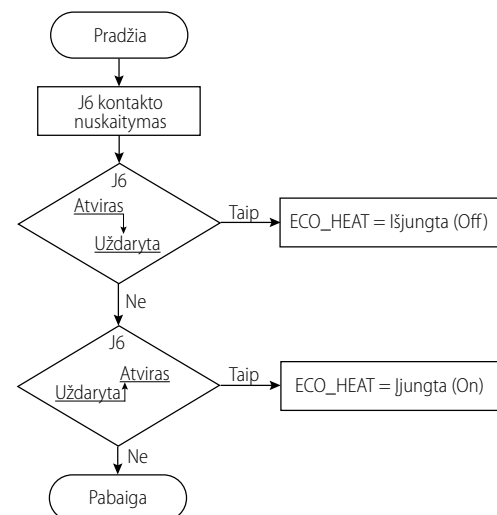 Pradžia
J6 kontakto
nuskaitymas
J6
Atviras
Uždaryta
Taip
ECO_HEAT = Išjungta (Off)
Ne
J6
Atviras
Uždaryta
Taip
ECO_HEAT = Įjungta (On)
Ne
Pabaiga